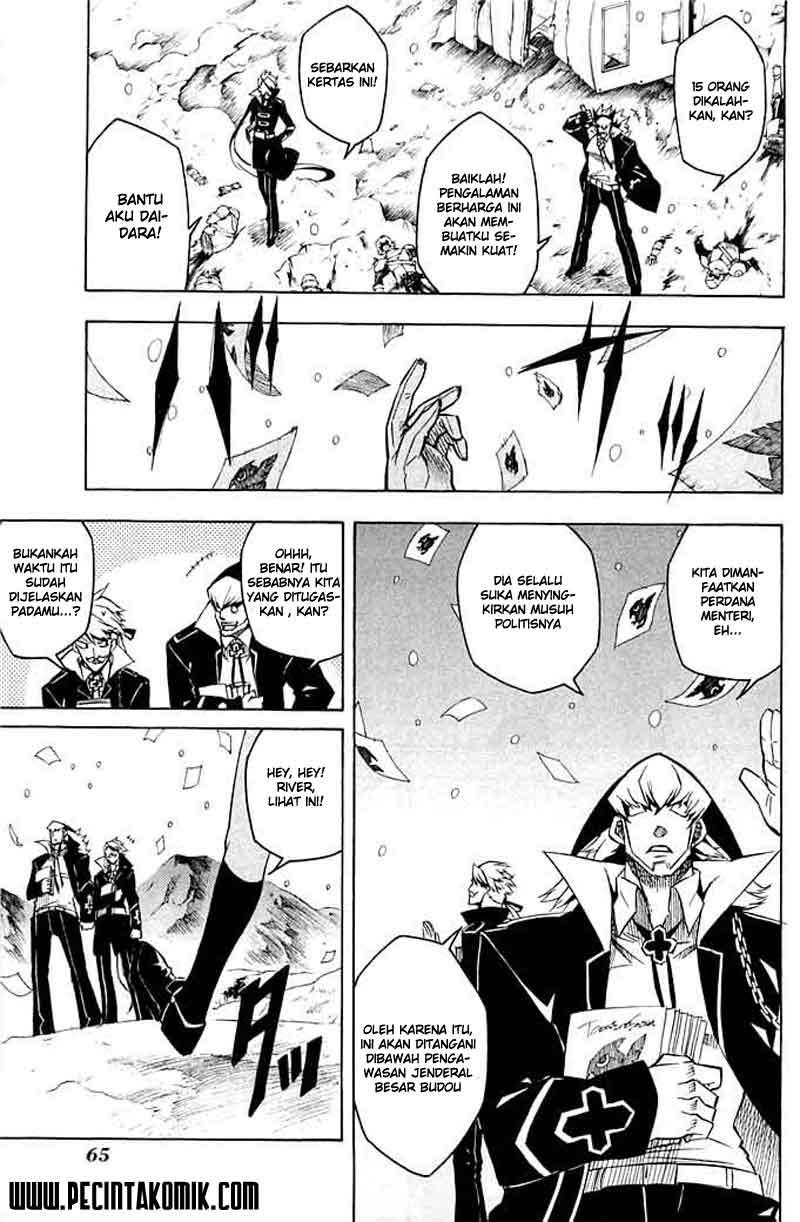 15 ORANG
DIKALAH-
KAN, KAN?
BAIKLAH!
PENGALAMAN
BERHARGA INI
AKAN MEM-
BUATKU SE-
MAKIN KUAT!
SEBARKAN
KERTAS INI!
BANTU
AKU DAI-
DARA!
KITA DIMAN-
FAATKAN
PERDANA
MENTERI,
EH...
DIA SELALU
SUKA MENYING-
KIRKAN MUSUH
POLITISNYA
OLEH KARENA ITU,
INI AKAN DITANGANI
DIBAWAH PENGA-
WASAN JENDERAL
BESAR BUDOU
OHHH,
BENAR! ITU
SEBABNYA KITA
YANG DITUGAS-
KAN , KAN?
BUKANKAH
WAKTU ITU
SUDAH
DIJELASKAN
PADAMU...?
HEY, HEY!
RIVER,
LIHAT INI!
タッ
65
WWW.PECINTAKOMIK.COM